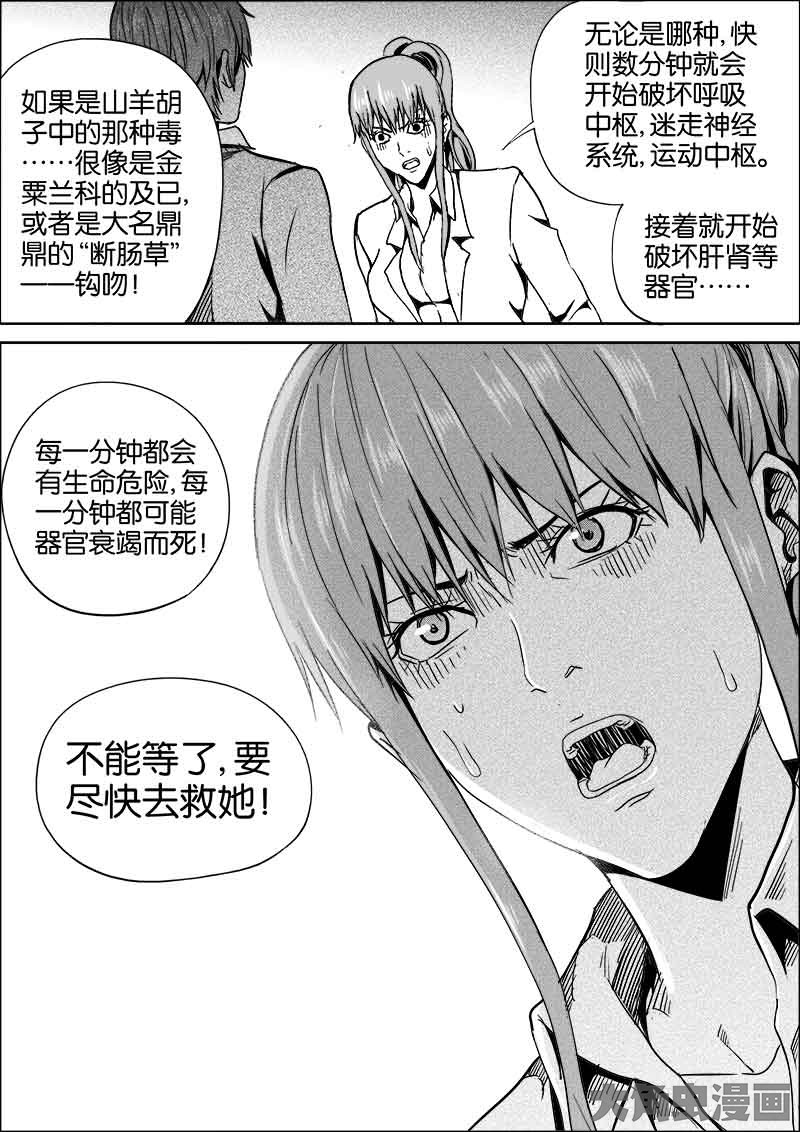 如果是山羊胡
子中的那种毒
……很像是金
粟兰科的及已,
或者是大名鼎
鼎的“断肠草”
——钩吻!
无论是哪种,快
则数分钟就会
开始破坏呼吸
中枢,迷走神经
系统,运动中枢。
接着就开始
破坏肝肾等
器官……
每一分钟都会
有生命危险,每
一分钟都可能
器官衰竭而死!
不能等了,要
尽快去救她!
大角虫漫画